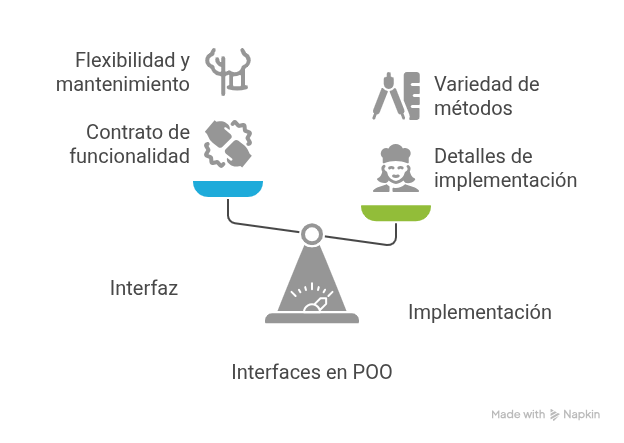 Flexibilidad y
mantenimiento
Contrato de
funcionalidad
Variedad de
métodos
Detalles de
implementación
Interfaz
Implementación
Interfaces en POO
Made with Napkin